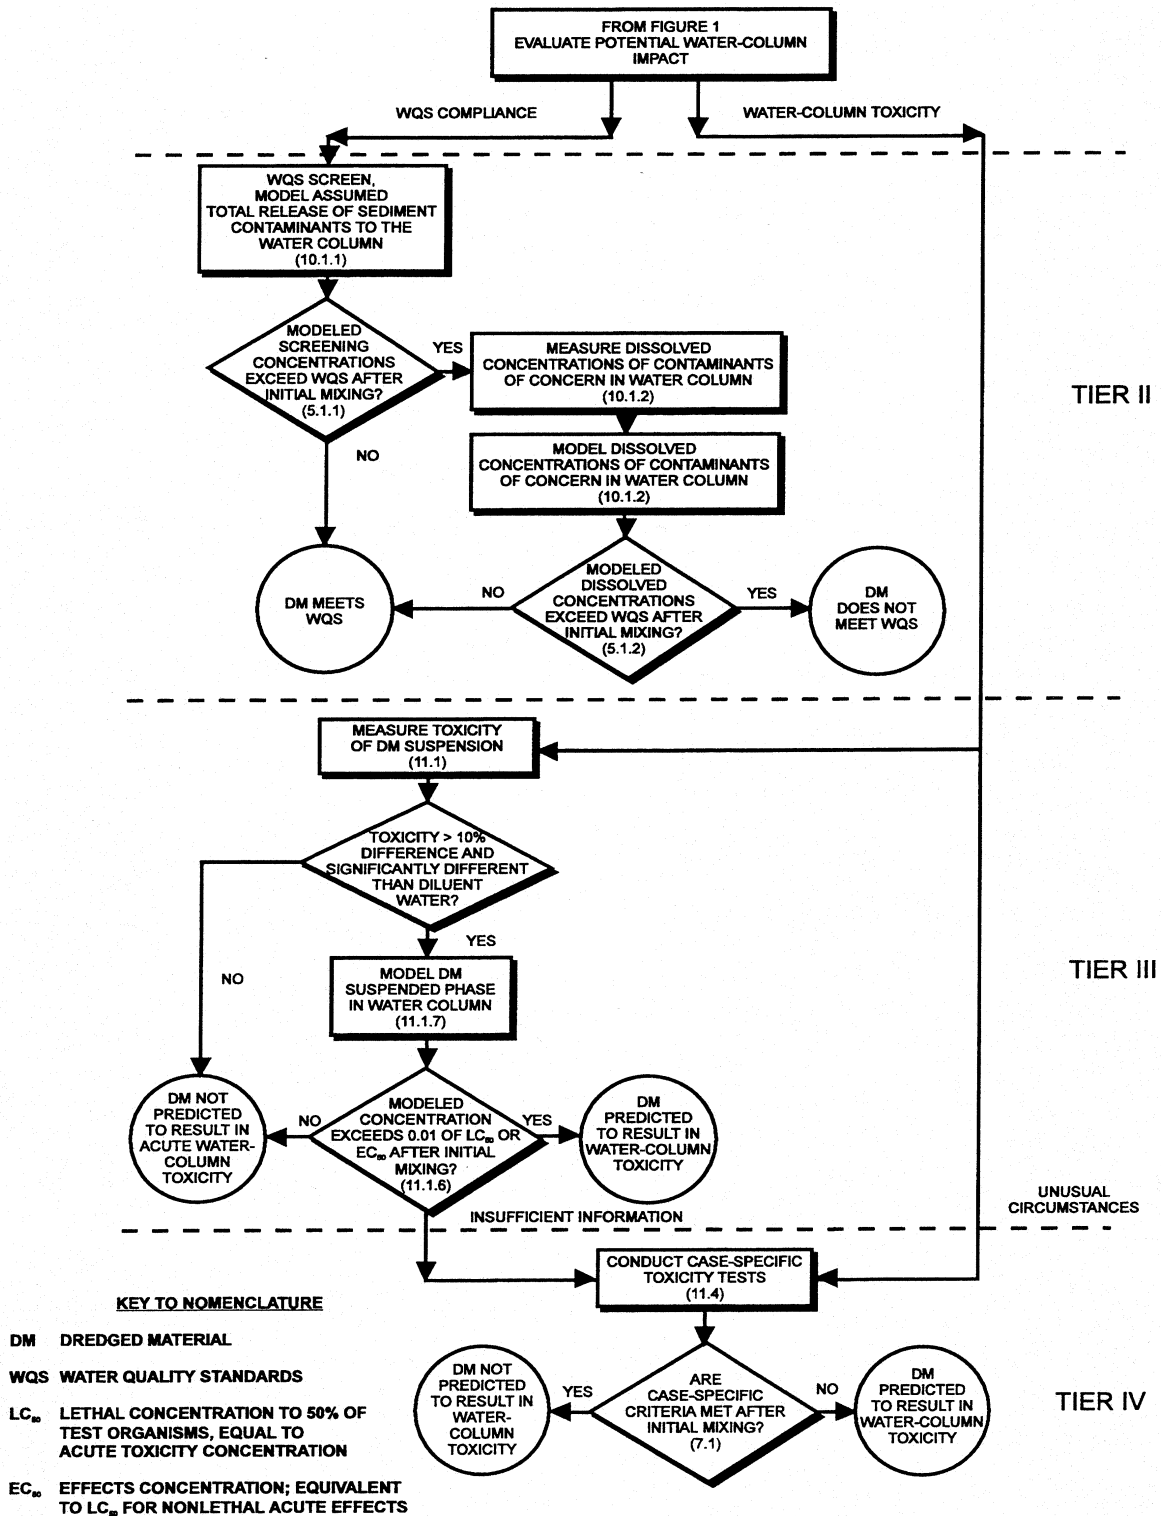 FROM FIGURE 1
EVALUATE POTENTIAL WATER-COLUMN
IMPACT
WQS COMPLIANCE
WATER-COLUMN TOXICITY
WQS SCREEN,
MODEL ASSUMED
TOTAL RELEASE OF SEDIMENT
CONTAMINANTS TO THE
WATER COLUMN
(10.1.1)
MODELED
SCREENING
CONCENTRATIONS
EXCEED WQS AFTER
INITIAL MIXING?
(5.1.1)
YES
MEASURE DISSOLVED
CONCENTRATIONS OF CONTAMINANTS
OF CONCERN IN WATER COLUMN
(10.1.2)
TIER II
NO
MODEL DISSOLVED
CONCENTRATIONS OF CONTAMINANTS
OF CONCERN IN WATER COLUMN
(10.1.2)
DM MEETS
WQS
NO
MODELED
DISSOLVED
CONCENTRATIONS
EXCEED WQS AFTER
INITIAL MIXING?
(5.1.2)
YES
DM
DOES NOT
MEET WQS
MEASURE TOXICITY
OF DM SUSPENSION
(11.1)
TOXICITY > 10%
DIFFERENCE AND
SIGNIFICANTLY DIFFERENT
THAN DILUENT
WATER?
YES
NO
MODEL DM
SUSPENDED PHASE
IN WATER COLUMN
(11.1.7)
TIER III
DM NOT
PREDICTED
TO RESULT IN
ACUTE WATER-
COLUMN
TOXICITY
NO
MODELED
CONCENTRATION
EXCEEDS 0.01 OF LC₅₀ OR
EC₅₀ AFTER INITIAL
MIXING?
(11.1.6)
YES
DM
PREDICTED
TO RESULT IN
WATER-COLUMN
TOXICITY
UNUSUAL
CIRCUMSTANCES
INSUFFICIENT INFORMATION
CONDUCT CASE-SPECIFIC
TOXICITY TESTS
(11.4)
DM NOT
PREDICTED
TO RESULT IN
WATER-
COLUMN
TOXICITY
YES
ARE
CASE-SPECIFIC
CRITERIA MET AFTER
INITIAL MIXING?
(7.1)
NO
DM
PREDICTED
TO RESULT IN
WATER-COLUMN
TOXICITY
TIER IV
KEY TO NOMENCLATURE
DM DREDGED MATERIAL
WQS WATER QUALITY STANDARDS
LC₅₀ LETHAL CONCENTRATION TO 50% OF
TEST ORGANISMS, EQUAL TO
ACUTE TOXICITY CONCENTRATION
EC₅₀ EFFECTS CONCENTRATION; EQUIVALENT
TO LC₅₀ FOR NONLETHAL ACUTE EFFECTS